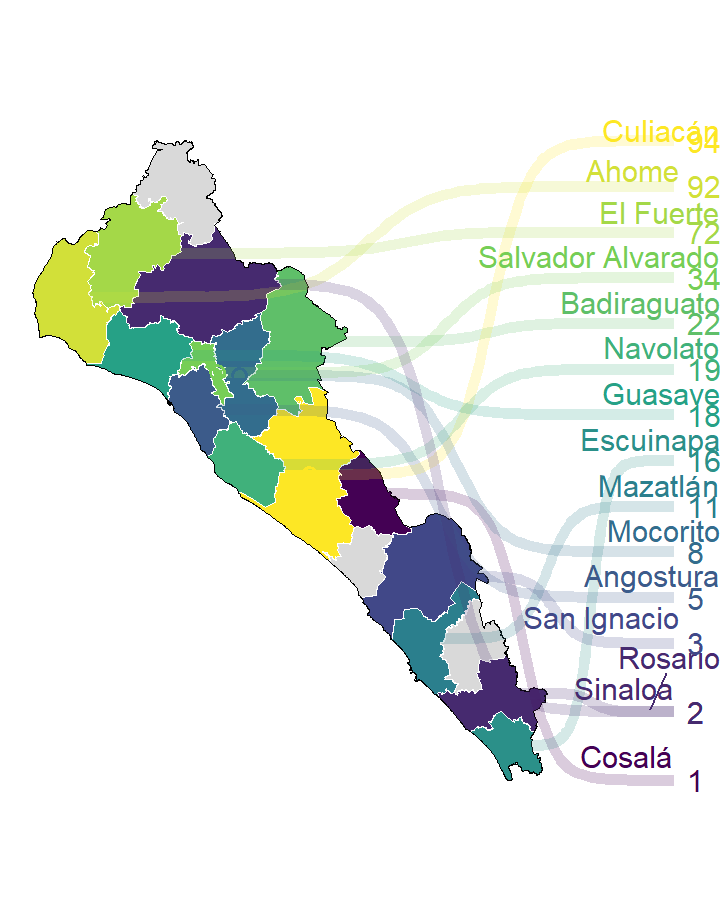 Culiacán
94
Ahome
92
El Fuerte
72
Salvador Alvarado
34
Badiraguato
22
Navolato
19
Guasave
18
Escuinapa
16
Mazatlán
11
Mocorito
8
Angostura
5
San Ignacio
3
Rosario
Sinaloa
2
Cosalá
1